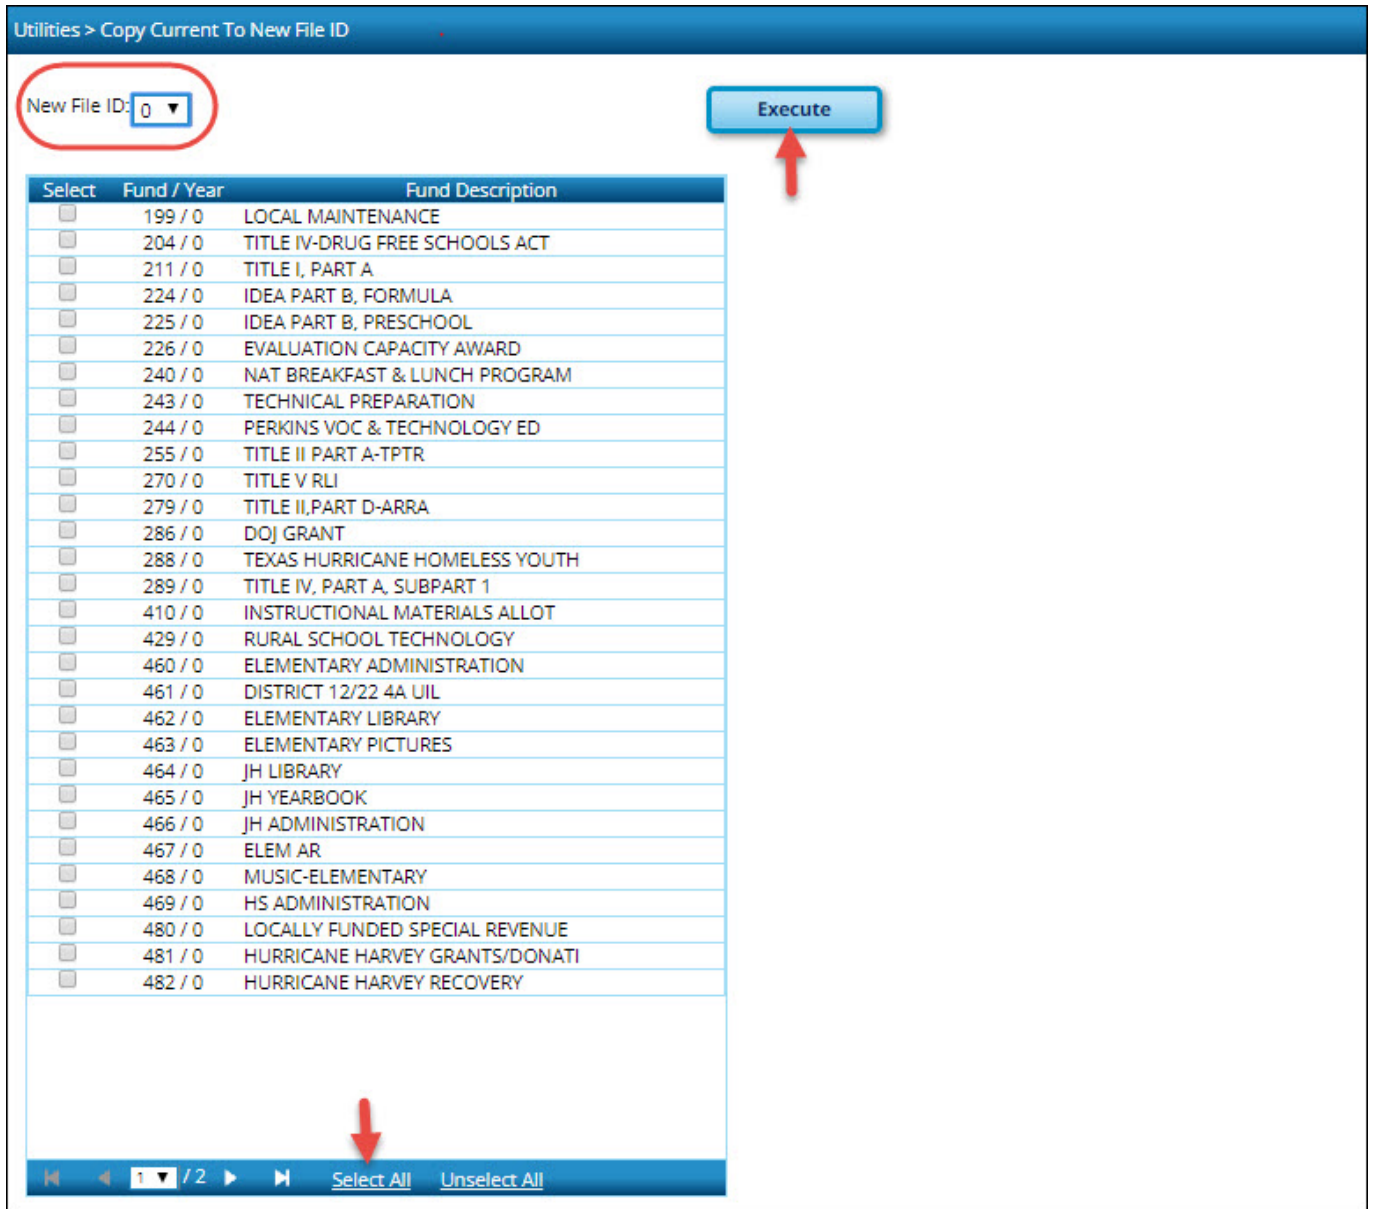 Utilities > Copy Current To New File ID
New File ID: 0
Execute
Select Fund / Year Fund Description
199 / 0 LOCAL MAINTENANCE
204 / 0 TITLE IV-DRUG FREE SCHOOLS ACT
211 / 0 TITLE I, PART A
224 / 0 IDEA PART B, FORMULA
225 / 0 IDEA PART B, PRESCHOOL
226 / 0 EVALUATION CAPACITY AWARD
240 / 0 NAT BREAKFAST & LUNCH PROGRAM
243 / 0 TECHNICAL PREPARATION
244 / 0 PERKINS VOC & TECHNOLOGY ED
255 / 0 TITLE II PART A-TPTR
270 / 0 TITLE V RLI
279 / 0 TITLE II,PART D-ARRA
286 / 0 DOJ GRANT
288 / 0 TEXAS HURRICANE HOMELESS YOUTH
289 / 0 TITLE IV, PART A, SUBPART 1
410 / 0 INSTRUCTIONAL MATERIALS ALLOT
429 / 0 RURAL SCHOOL TECHNOLOGY
460 / 0 ELEMENTARY ADMINISTRATION
461 / 0 DISTRICT 12/22 4A UIL
462 / 0 ELEMENTARY LIBRARY
463 / 0 ELEMENTARY PICTURES
464 / 0 JH LIBRARY
465 / 0 JH YEARBOOK
466 / 0 JH ADMINISTRATION
467 / 0 ELEM AR
468 / 0 MUSIC-ELEMENTARY
469 / 0 HS ADMINISTRATION
480 / 0 LOCALLY FUNDED SPECIAL REVENUE
481 / 0 HURRICANE HARVEY GRANTS/DONATI
482 / 0 HURRICANE HARVEY RECOVERY
1 / 2 Select All Unselect All